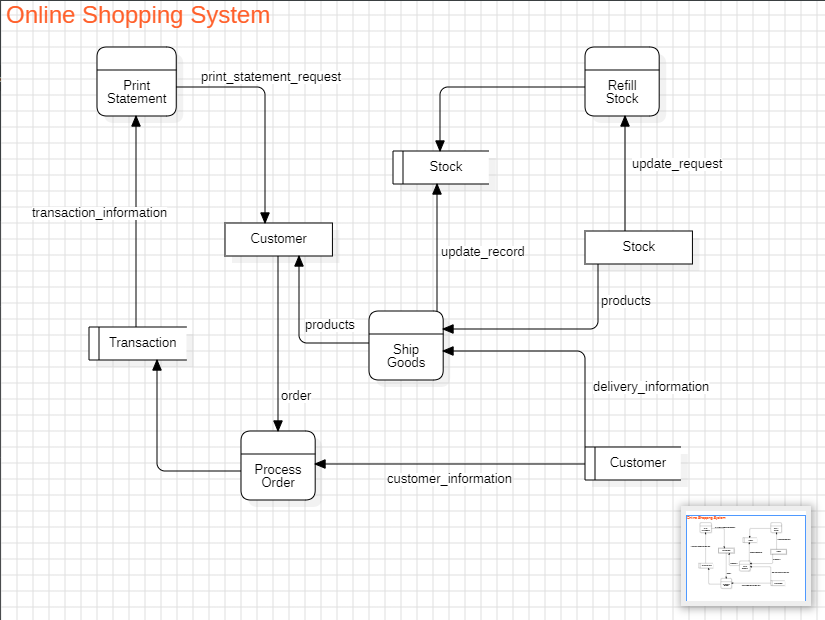 Online Shopping System
print_statement_request
Print
Statement
Refill
Stock
Stock
update_request
transaction_information
Customer
Stock
update_record
products
products
Transaction
Ship
Goods
delivery_information
order
Process
Order
Customer
customer_information